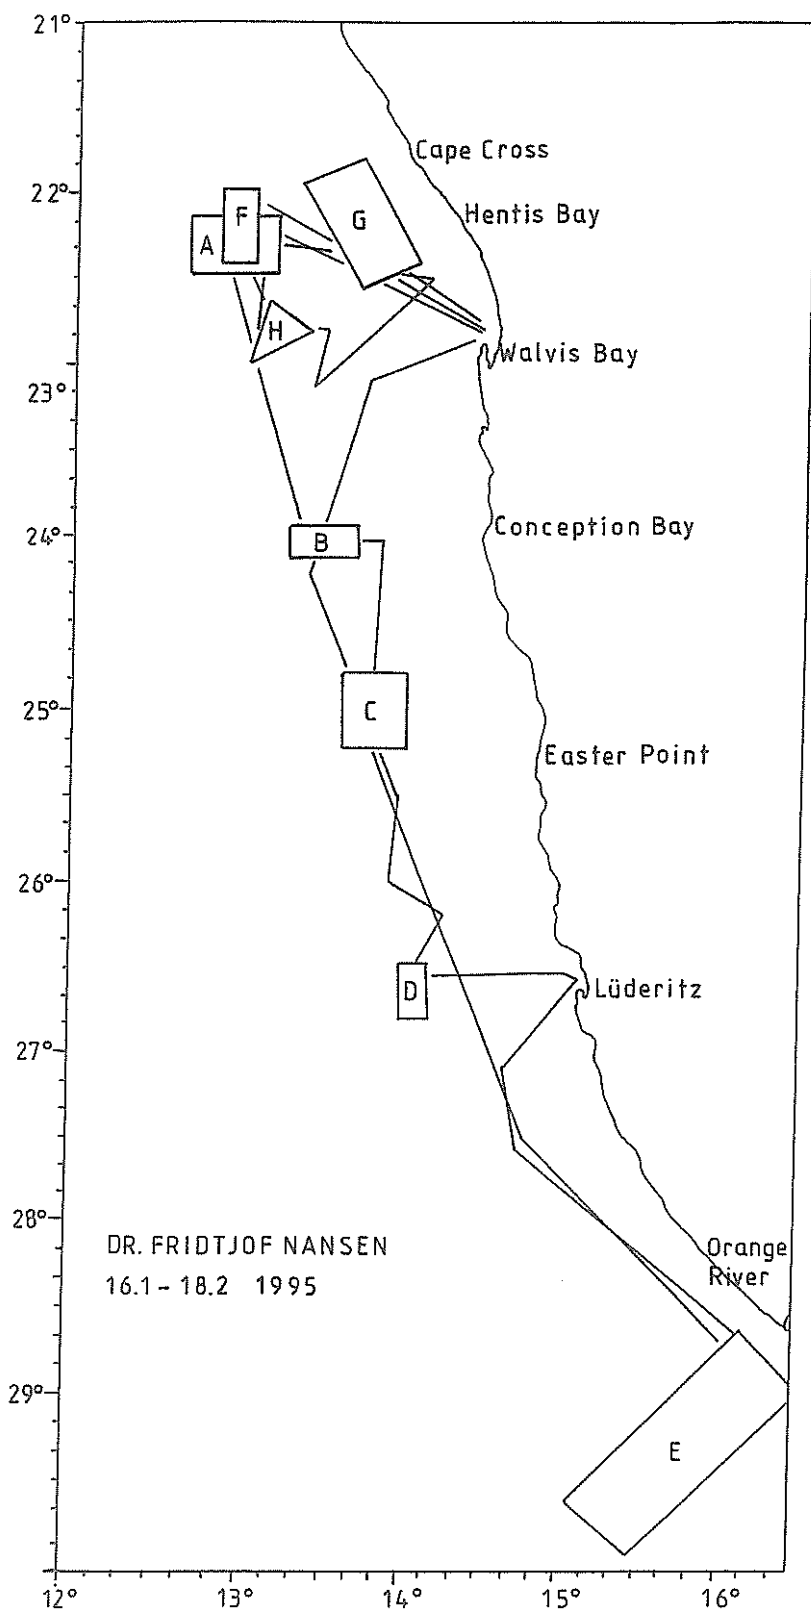 21°
Cape Cross
22°
F
G
Hentis Bay
A
H
Walvis Bay
23°
24°
B
Conception Bay
25°
C
Easter Point
26°
D
Lüderitz
27°
28°
DR. FRIDTJOF NANSEN
Orange
River
16.1 - 18.2 1995
29°
E
12°
13°
14°
15°
16°